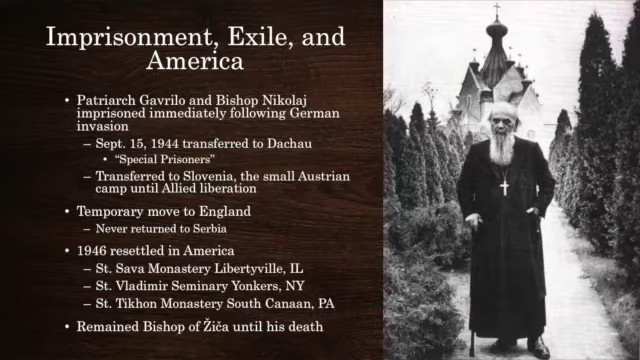 Imprisonment, Exile, and
America
• Patriarch Gavrilo and Bishop Nikolaj
imprisoned immediately following German
invasion
– Sept. 15, 1944 transferred to Dachau
• “Special Prisoners”
– Transferred to Slovenia, the small Austrian
camp until Allied liberation
• Temporary move to England
– Never returned to Serbia
• 1946 resettled in America
– St. Sava Monastery Libertyville, IL
– St. Vladimir Seminary Yonkers, NY
– St. Tikhon Monastery South Canaan, PA
• Remained Bishop of Žiča until his death